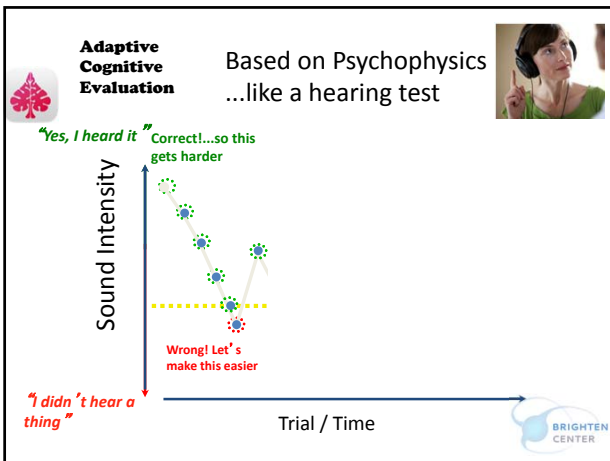 Adaptive
Cognitive
Evaluation
Based on Psychophysics
...like a hearing test
“Yes, I heard it ”
Correct!...so this
gets harder
Sound Intensity
Wrong! Let’s
make this easier
“I didn’t hear a
thing ”
Trial / Time
BRIGHTEN
CENTER